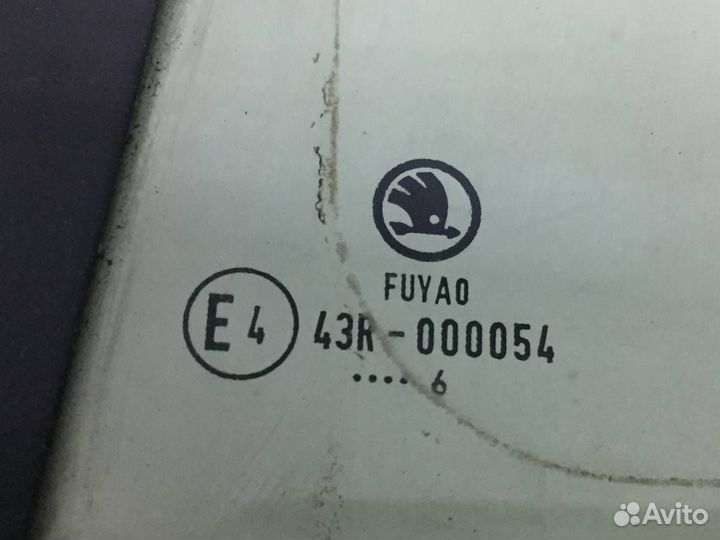 FUYAO
E4 43R-000054
.... 6
Avito